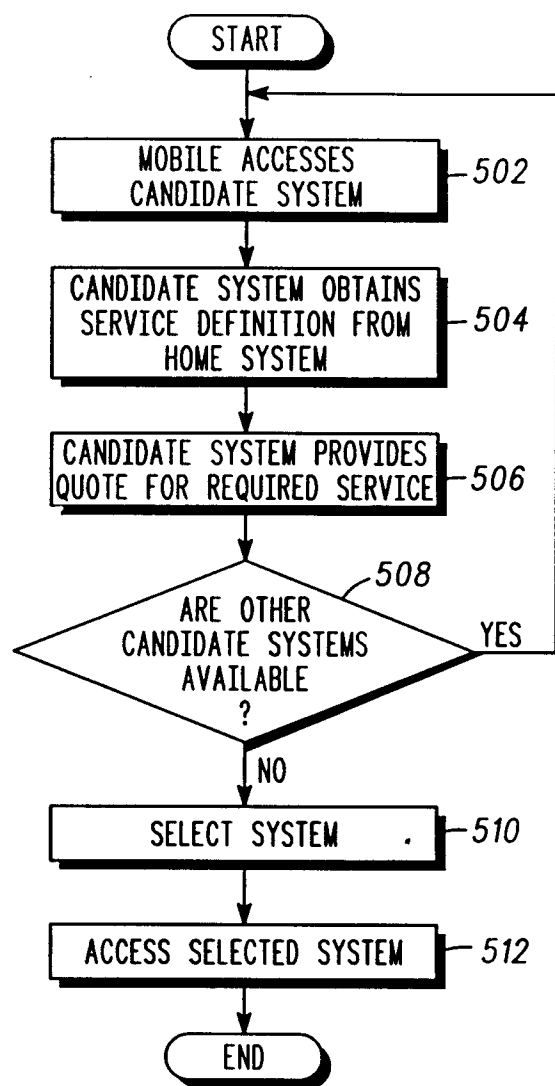 START
MOBILE ACCESSES
CANDIDATE SYSTEM
502
CANDIDATE SYSTEM OBTAINS
SERVICE DEFINITION FROM
HOME SYSTEM
504
CANDIDATE SYSTEM PROVIDES
QUOTE FOR REQUIRED SERVICE
506
508
ARE OTHER
CANDIDATE SYSTEMS
AVAILABLE
?
YES
NO
SELECT SYSTEM
510
ACCESS SELECTED SYSTEM
512
END